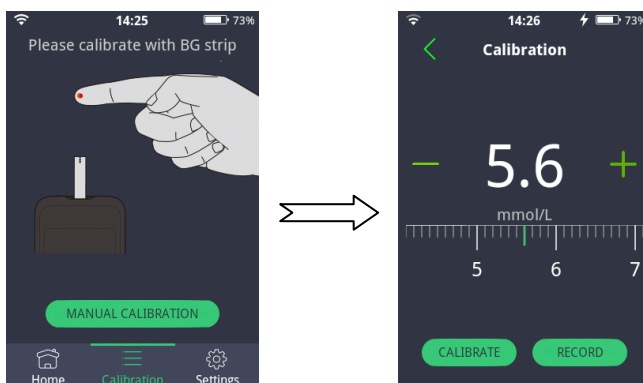 14:25
73%
Please calibrate with BG strip
MANUAL CALIBRATION
Home
Calibration
Settings
14:26
73%
Calibration
5.6
mmol/L
5 6 7
CALIBRATE
RECORD